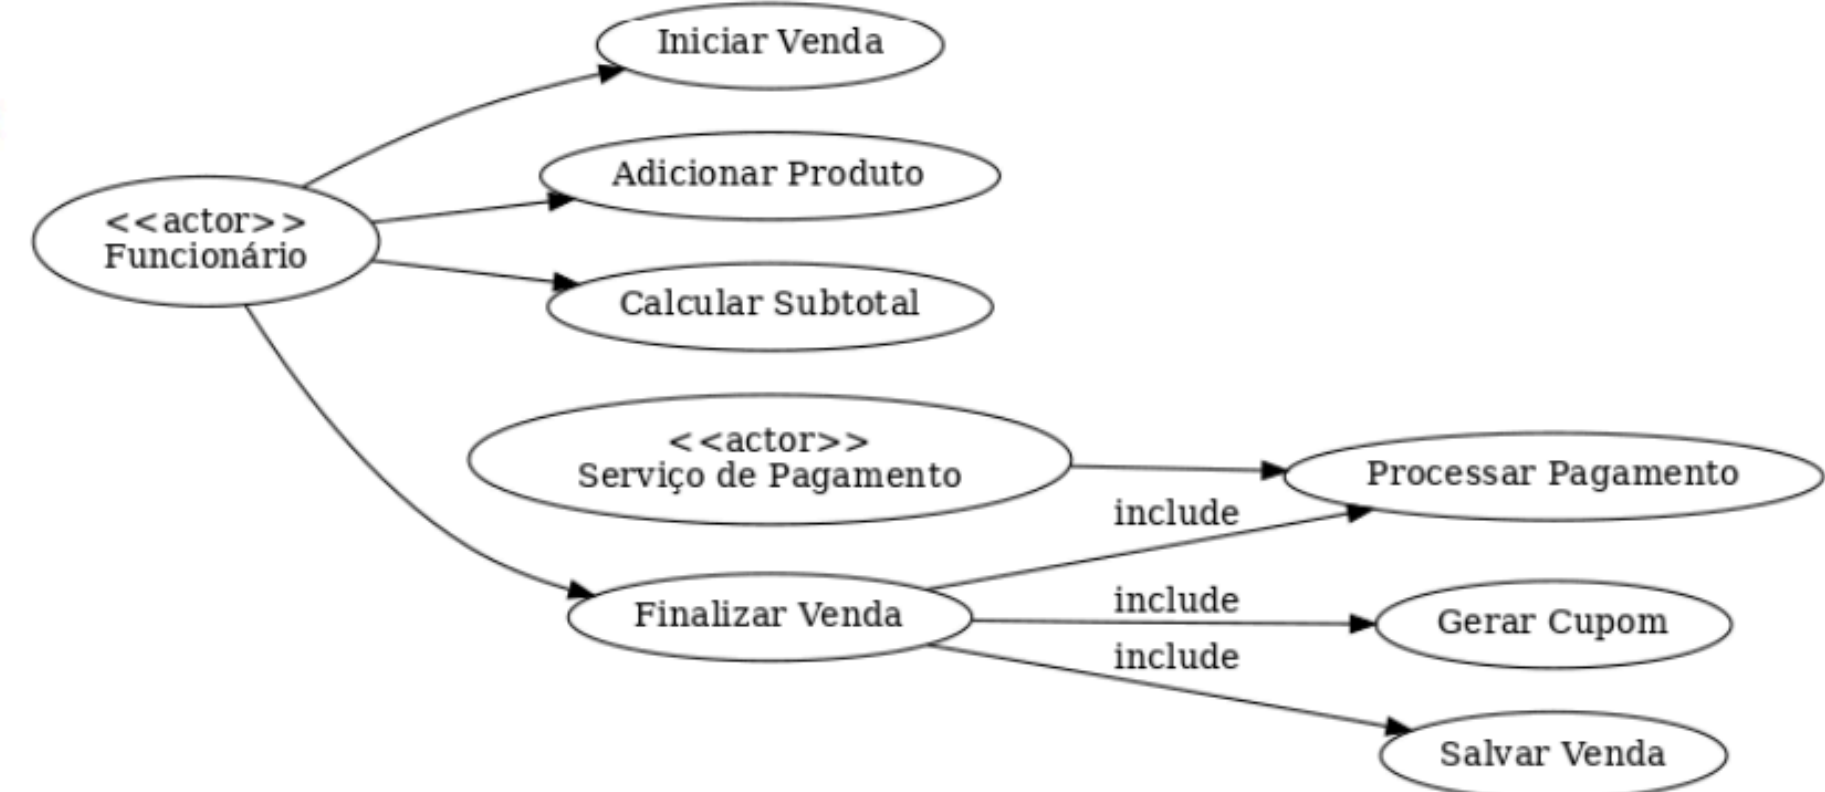 Iniciar Venda
Adicionar Produto
<<actor>>
Funcionário
Calcular Subtotal
<<actor>>
Serviço de Pagamento
Processar Pagamento
include
include
Finalizar Venda
Gerar Cupom
include
Salvar Venda